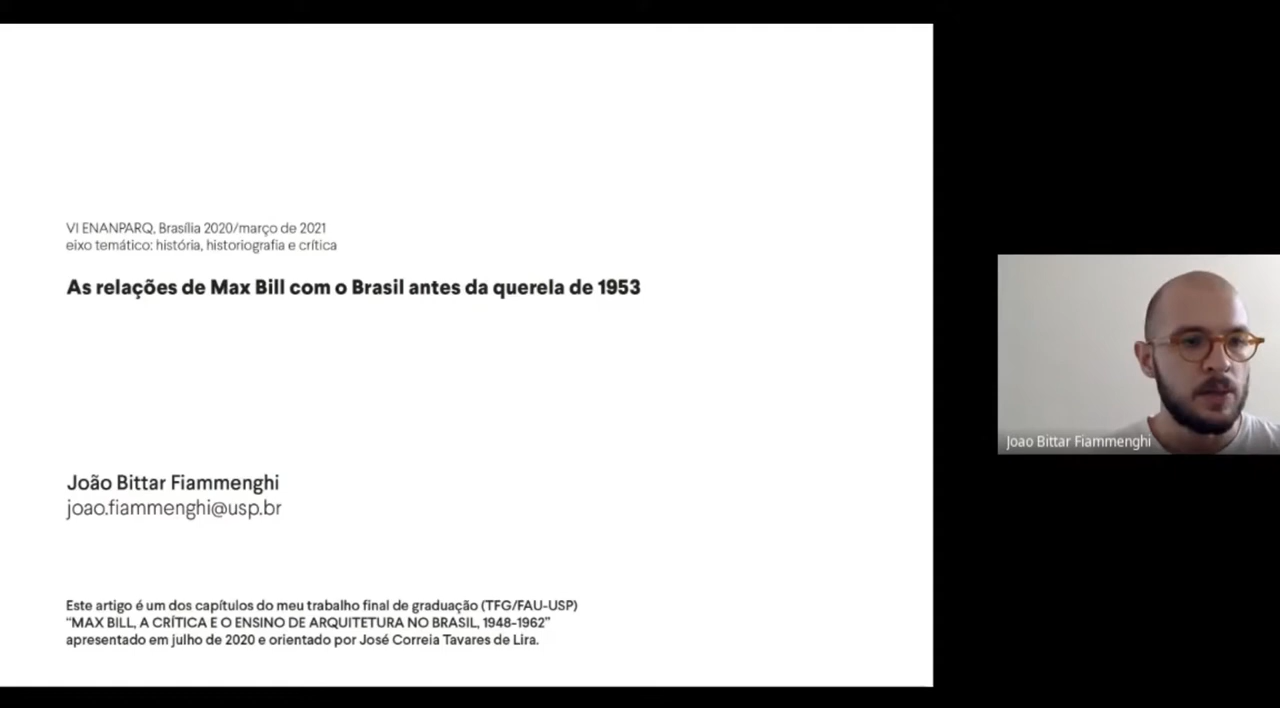 VI ENANPARQ, Brasília 2020/março de 2021
eixo temático: história, historiografia e crítica
As relações de Max Bill com o Brasil antes da querela de 1953
João Bittar Fiammenghi
joao.fiammenghi@usp.br
Este artigo é um dos capítulos do meu trabalho final de graduação (TFG/FAU-USP)
“MAX BILL, A CRÍTICA E O ENSINO DE ARQUITETURA NO BRASIL, 1948-1962”
apresentado em julho de 2020 e orientado por José Correia Tavares de Lira.
Joao Bittar Fiammenghi